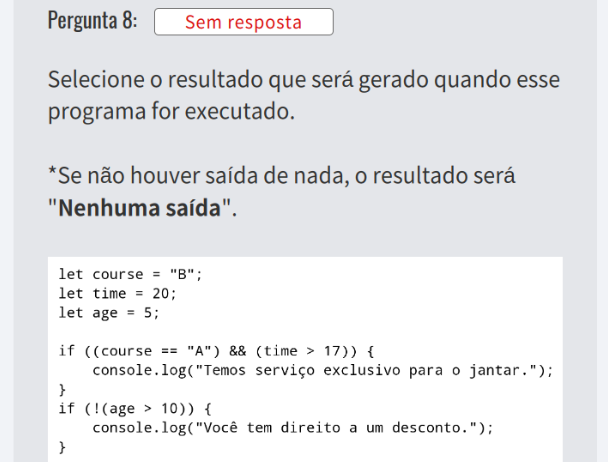 Pergunta 8: Sem resposta
Selecione o resultado que será gerado quando esse
programa for executado.
*Se não houver saída de nada, o resultado será
"Nenhuma saída".
let course = "B";
let time = 20;
let age = 5;
if ((course == "A") && (time > 17)) {
    console.log("Temos serviço exclusivo para o jantar.");
}
if (!(age > 10)) {
    console.log("Você tem direito a um desconto.");
}